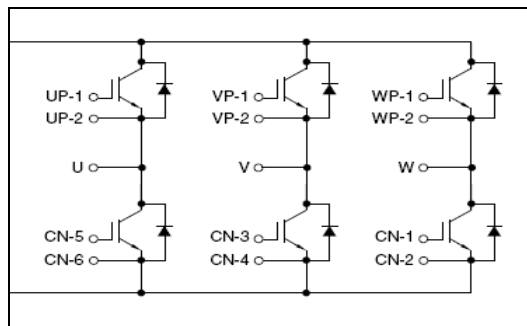 UP-1 VP-1 WP-1
UP-2 VP-2 WP-2
U V W
CN-5 CN-3 CN-1
CN-6 CN-4 CN-2